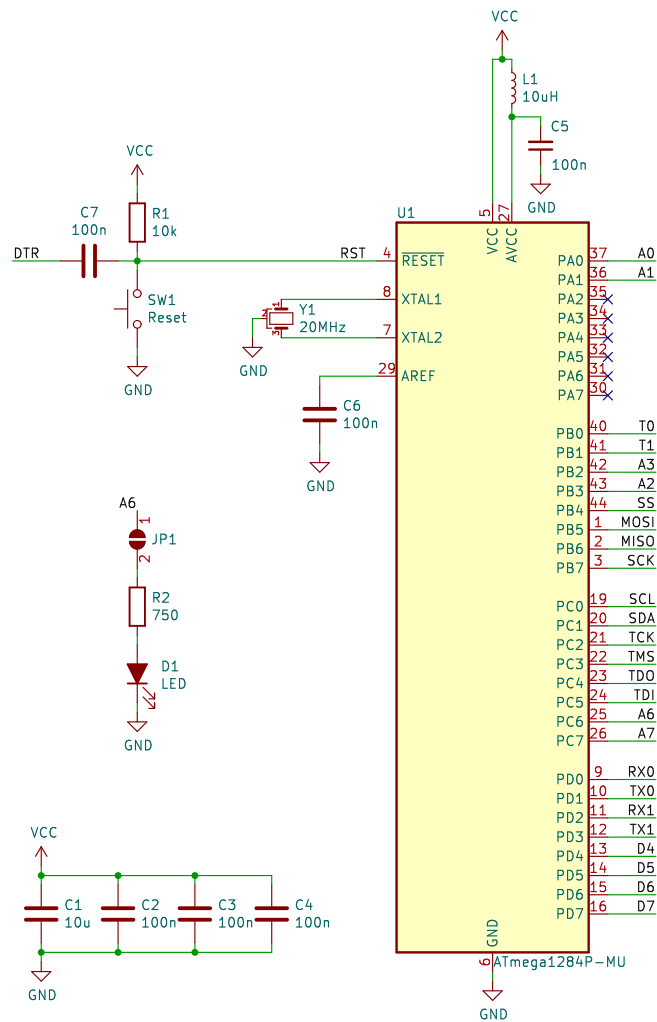 VCC
L1
10uH
C5
100n
GND
VCC
C7
100n
R1
10k
DTR
RST
SW1
Reset
GND
Y1
20MHz
1
2
3
GND
C6
100n
GND
U1
5
27
VCC
AVCC
4 RESET
8 XTAL1
7 XTAL2
29 AREF
PA0 37 A0
PA1 36 A1
PA2 35
PA3 34
PA4 33
PA5 32
PA6 31
PA7 30
PB0 40 T0
PB1 41 T1
PB2 42 A3
PB3 43 A2
PB4 44 SS
PB5 1 MOSI
PB6 2 MISO
PB7 3 SCK
PC0 19 SCL
PC1 20 SDA
PC2 21 TCK
PC3 22 TMS
PC4 23 TDO
PC5 24 TDI
PC6 25 A6
PC7 26 A7
PD0 9 RX0
PD1 10 TX0
PD2 11 RX1
PD3 12 TX1
PD4 13 D4
PD5 14 D5
PD6 15 D6
PD7 16 D7
GND
6
ATmega1284P-MU
GND
A6
1
JP1
2
R2
750
D1
LED
GND
VCC
C1
10u
C2
100n
C3
100n
C4
100n
GND